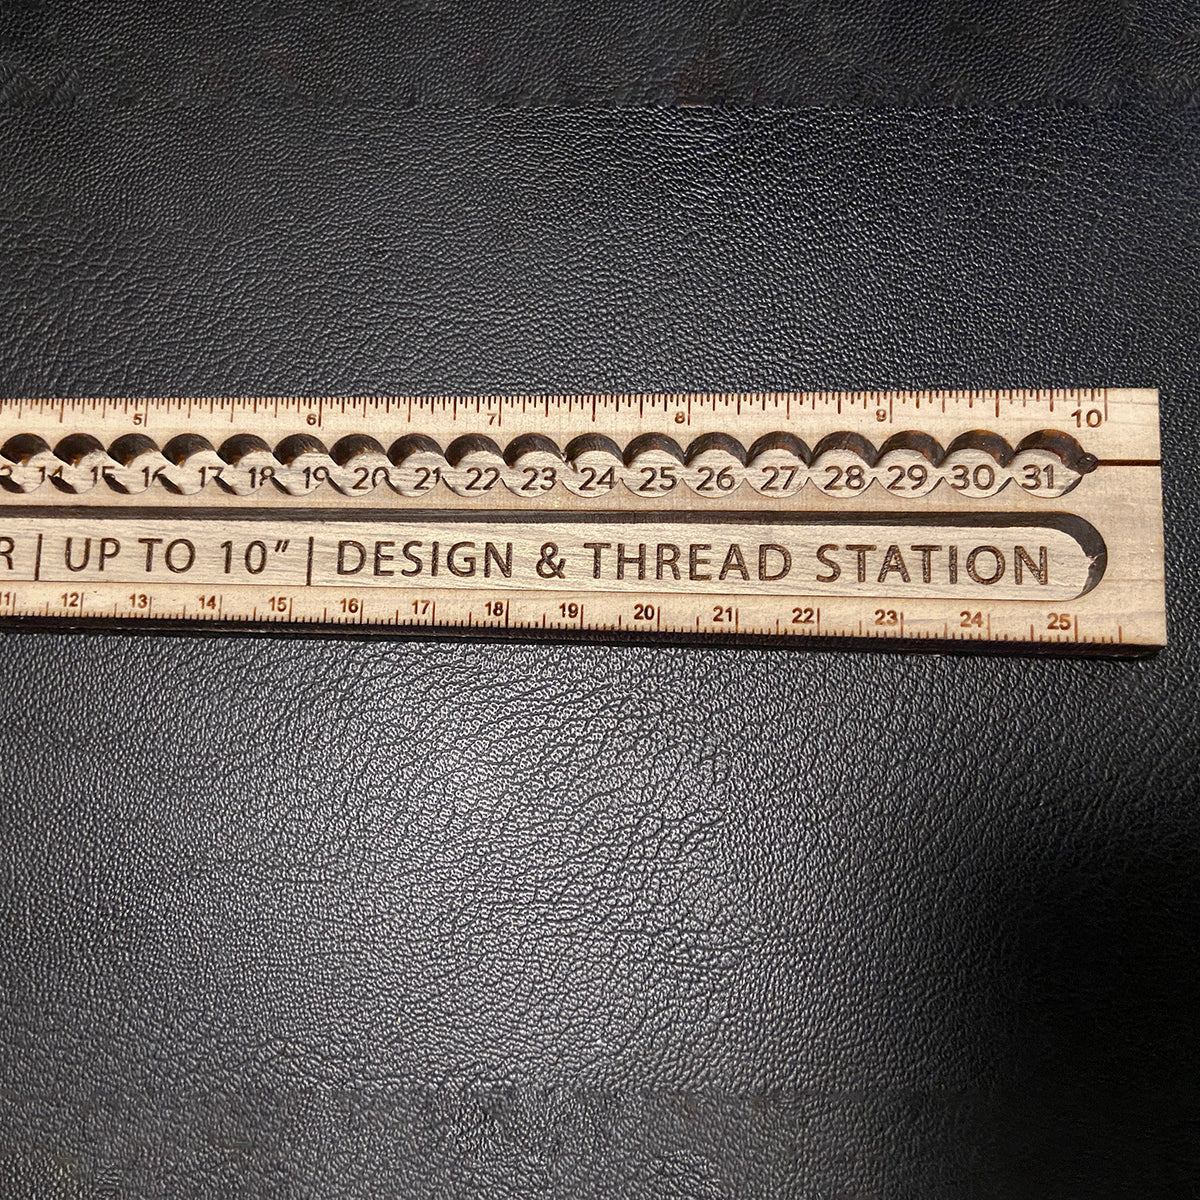 5 6 7 8 9 10
14 15 16 17 18 19 20 21 22 23 24 25 26 27 28 29 30 31
R | UP TO 10″ | DESIGN & THREAD STATION
11 12 13 14 15 16 17 18 19 20 21 22 23 24 25